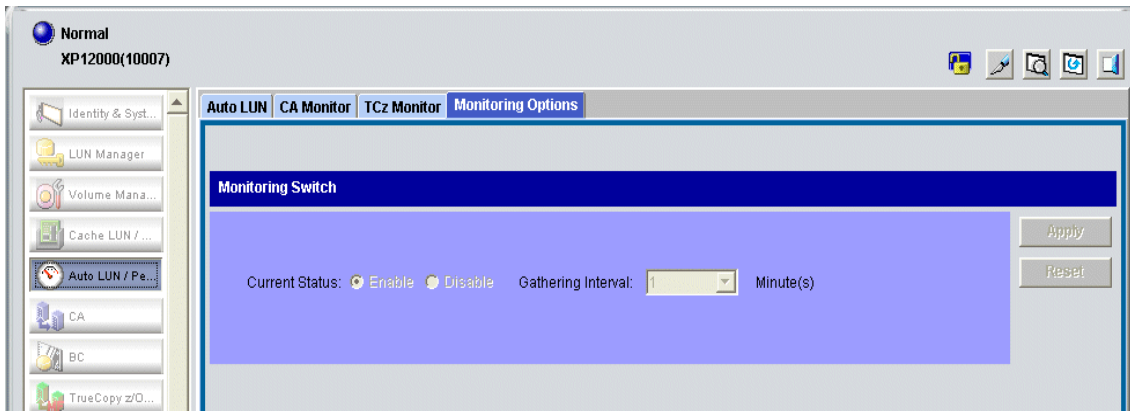 Normal
XP12000(10007)
Identity & Syst...
LUN Manager
Volume Mana...
Cache LUN / ...
Auto LUN / Pe...
CA
BC
TrueCopy z/O...
Auto LUN CA Monitor TCz Monitor Monitoring Options
Monitoring Switch
Current Status: Enable Disable Gathering Interval: 1 Minute(s)
Apply
Reset